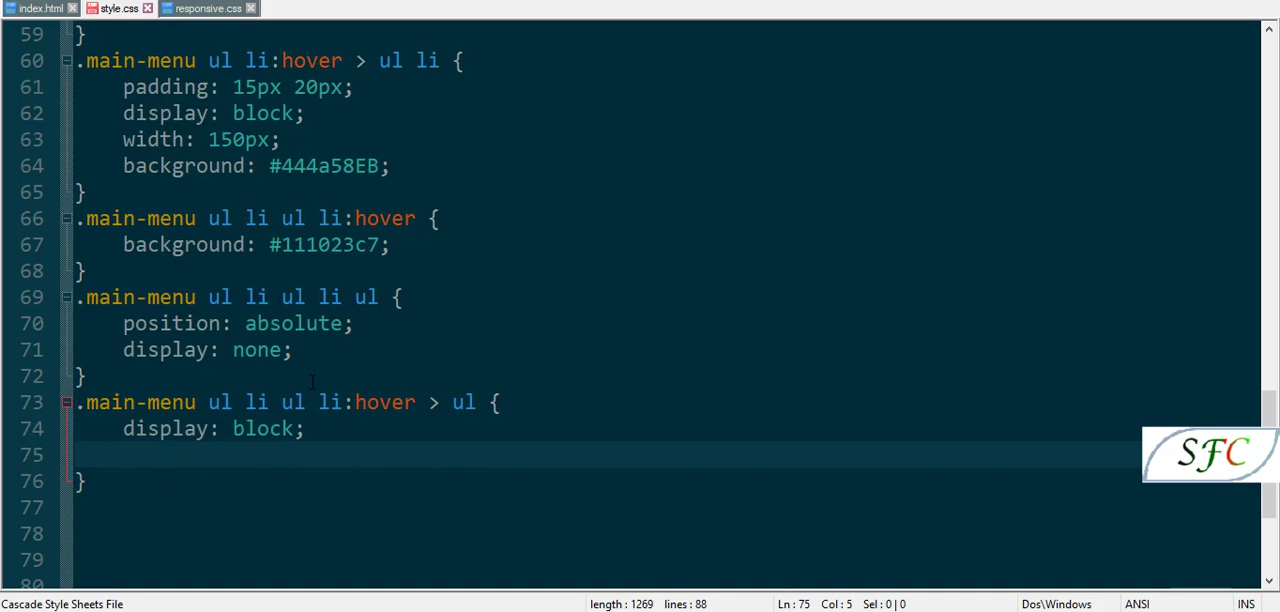 index.html style.css responsive.css
59 }
60 .main-menu ul li:hover > ul li {
61 padding: 15px 20px;
62 display: block;
63 width: 150px;
64 background: #444a58EB;
65 }
66 .main-menu ul li ul li:hover {
67 background: #111023c7;
68 }
69 .main-menu ul li ul li ul {
70 position: absolute;
71 display: none;
72 }
73 .main-menu ul li ul li:hover > ul {
74 display: block;
75
76 }
77
78
79
80
SFC
Cascade Style Sheets File length : 1269 lines : 88 Ln : 75 Col : 5 Sel : 0 | 0 Dos\Windows ANSI INS